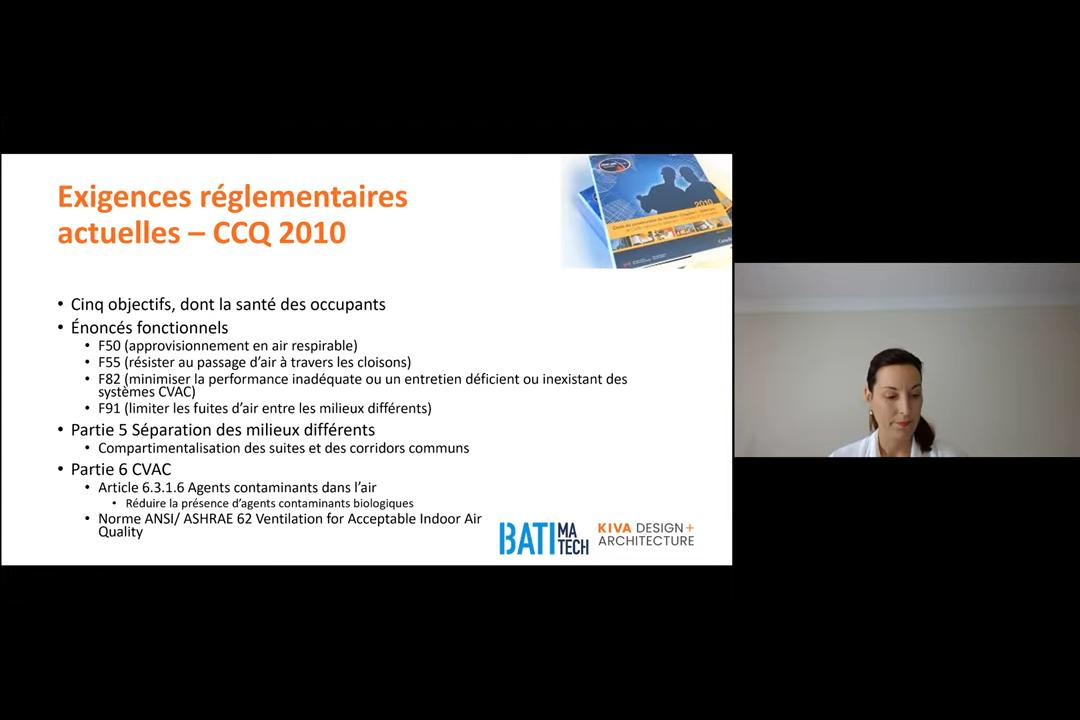 Exigences réglementaires
actuelles – CCQ 2010
2010
• Cinq objectifs, dont la santé des occupants
• Énoncés fonctionnels
• F50 (approvisionnement en air respirable)
• F55 (résister au passage d'air à travers les cloisons)
• F82 (minimiser la performance inadéquate ou un entretien déficient ou inexistant des
systèmes CVAC)
• F91 (limiter les fuites d'air entre les milieux différents)
• Partie 5 Séparation des milieux différents
• Compartimentalisation des suites et des corridors communs
• Partie 6 CVAC
• Article 6.3.1.6 Agents contaminants dans l'air
• Réduire la présence d'agents contaminants biologiques
• Norme ANSI/ ASHRAE 62 Ventilation for Acceptable Indoor Air
Quality
BATIMATECH
KIVA DESIGN+
ARCHITECTURE